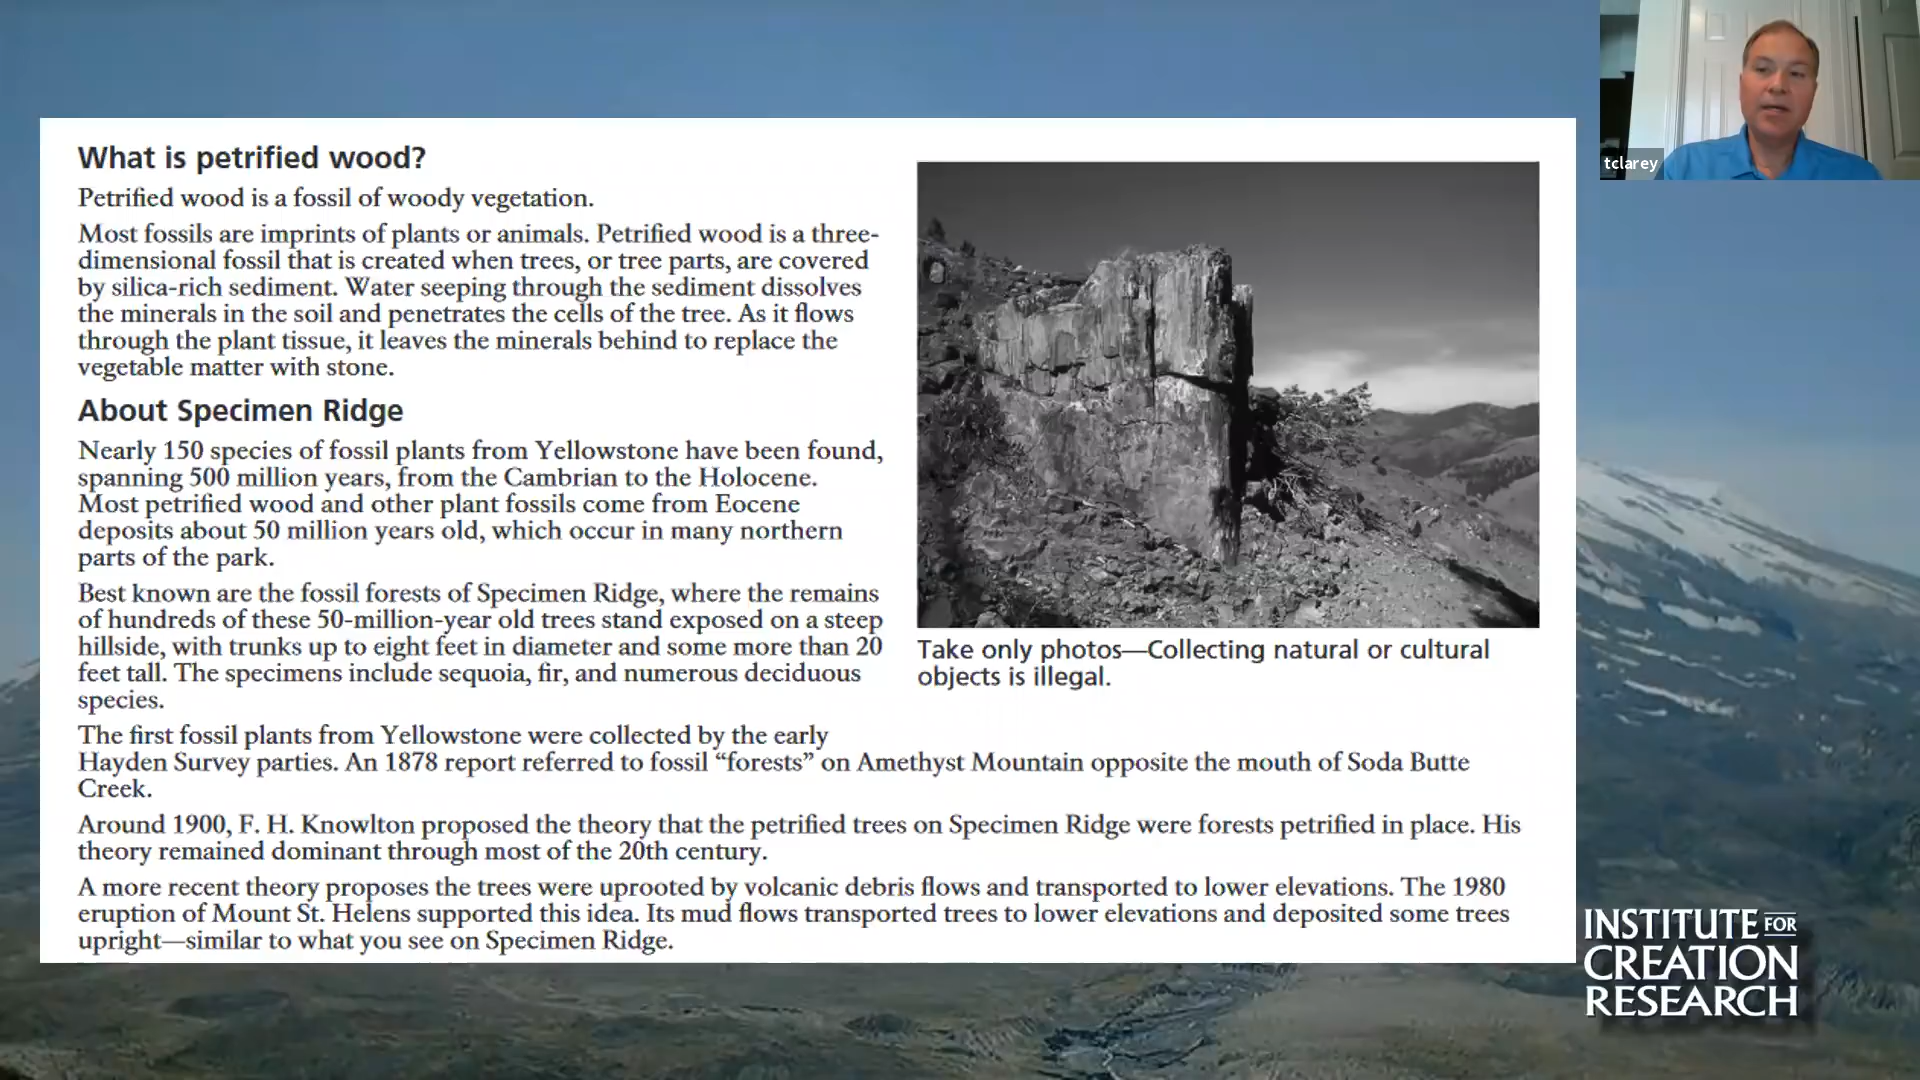 What is petrified wood?
Petrified wood is a fossil of woody vegetation.
Most fossils are imprints of plants or animals. Petrified wood is a three-
dimensional fossil that is created when trees, or tree parts, are covered
by silica-rich sediment. Water seeping through the sediment dissolves
the minerals in the soil and penetrates the cells of the tree. As it flows
through the plant tissue, it leaves the minerals behind to replace the
vegetable matter with stone.
About Specimen Ridge
Nearly 150 species of fossil plants from Yellowstone have been found,
spanning 500 million years, from the Cambrian to the Holocene.
Most petrified wood and other plant fossils come from Eocene
deposits about 50 million years old, which occur in many northern
parts of the park.
Best known are the fossil forests of Specimen Ridge, where the remains
of hundreds of these 50-million-year old trees stand exposed on a steep
hillside, with trunks up to eight feet in diameter and some more than 20
feet tall. The specimens include sequoia, fir, and numerous deciduous
species.
The first fossil plants from Yellowstone were collected by the early
Hayden Survey parties. An 1878 report referred to fossil “forests” on Amethyst Mountain opposite the mouth of Soda Butte
Creek.
Around 1900, F. H. Knowlton proposed the theory that the petrified trees on Specimen Ridge were forests petrified in place. His
theory remained dominant through most of the 20th century.
A more recent theory proposes the trees were uprooted by volcanic debris flows and transported to lower elevations. The 1980
eruption of Mount St. Helens supported this idea. Its mud flows transported trees to lower elevations and deposited some trees
upright—similar to what you see on Specimen Ridge.
Take only photos—Collecting natural or cultural
objects is illegal.
tclarey
INSTITUTE FOR
CREATION
RESEARCH